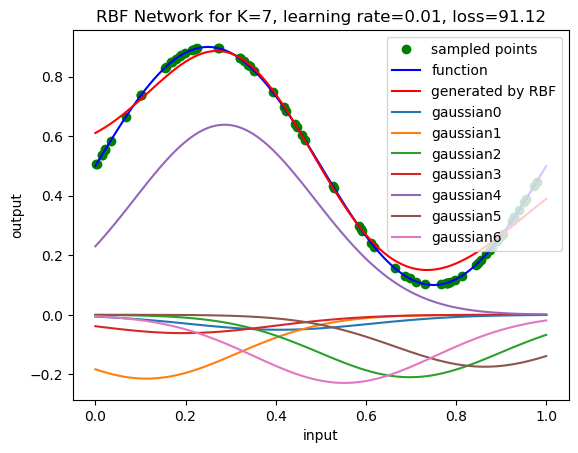 RBF Network for K=7, learning rate=0.01, loss=91.12
sampled points
function
generated by RBF
gaussian0
gaussian1
gaussian2
gaussian3
gaussian4
gaussian5
gaussian6
0.8
0.6
0.4
0.2
0.0
−0.2
output
0.0 0.2 0.4 0.6 0.8 1.0
input